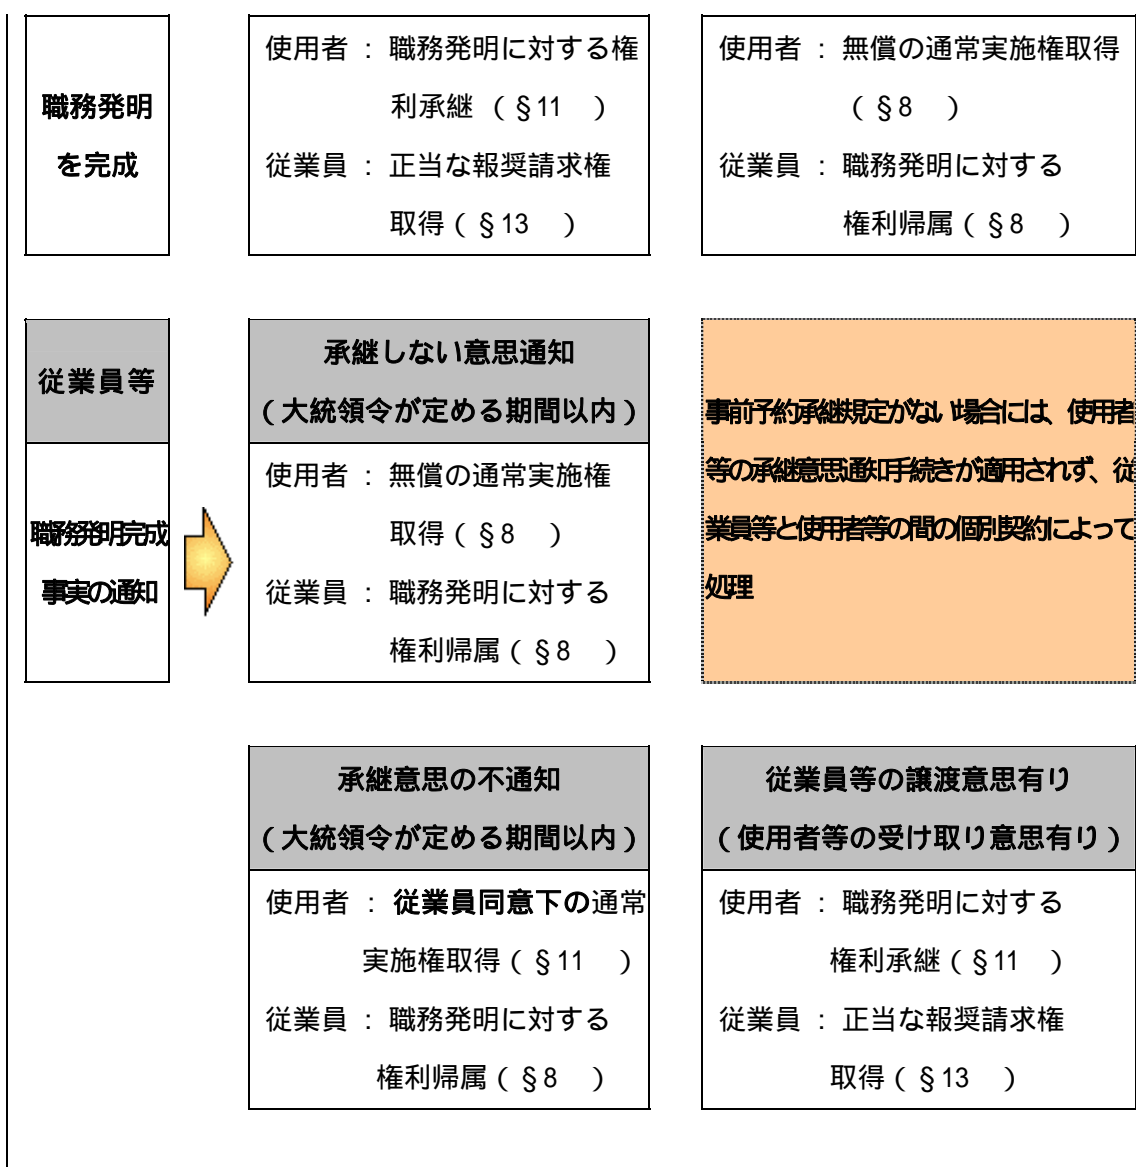 職務発明
を完成
使用者 : 職務発明に対する権
利承継 ( §11 )
従業員 : 正当な報奨請求権
取得 ( §13 )
使用者 : 無償の通常実施権取得
( §8 )
従業員 : 職務発明に対する
権利帰属 ( §8 )
従業員等
職務発明完成
事実の通知
承継しない意思通知
( 大統領令が定める期間以内 )
使用者 : 無償の通常実施権
取得 ( §8 )
従業員 : 職務発明に対する
権利帰属 ( §8 )
事前予約承継規定がない場合には、使用者
等の承継意思通知手続きが適用されず、従
業員等と使用者等の間の個別契約によって
処理
承継意思の不通知
( 大統領令が定める期間以内 )
使用者 : 従業員同意下の通常
実施権取得 ( §11 )
従業員 : 職務発明に対する
権利帰属 ( §8 )
従業員等の譲渡意思有り
( 使用者等の受け取り意思有り )
使用者 : 職務発明に対する
権利承継 ( §11 )
従業員 : 正当な報奨請求権
取得 ( §13 )